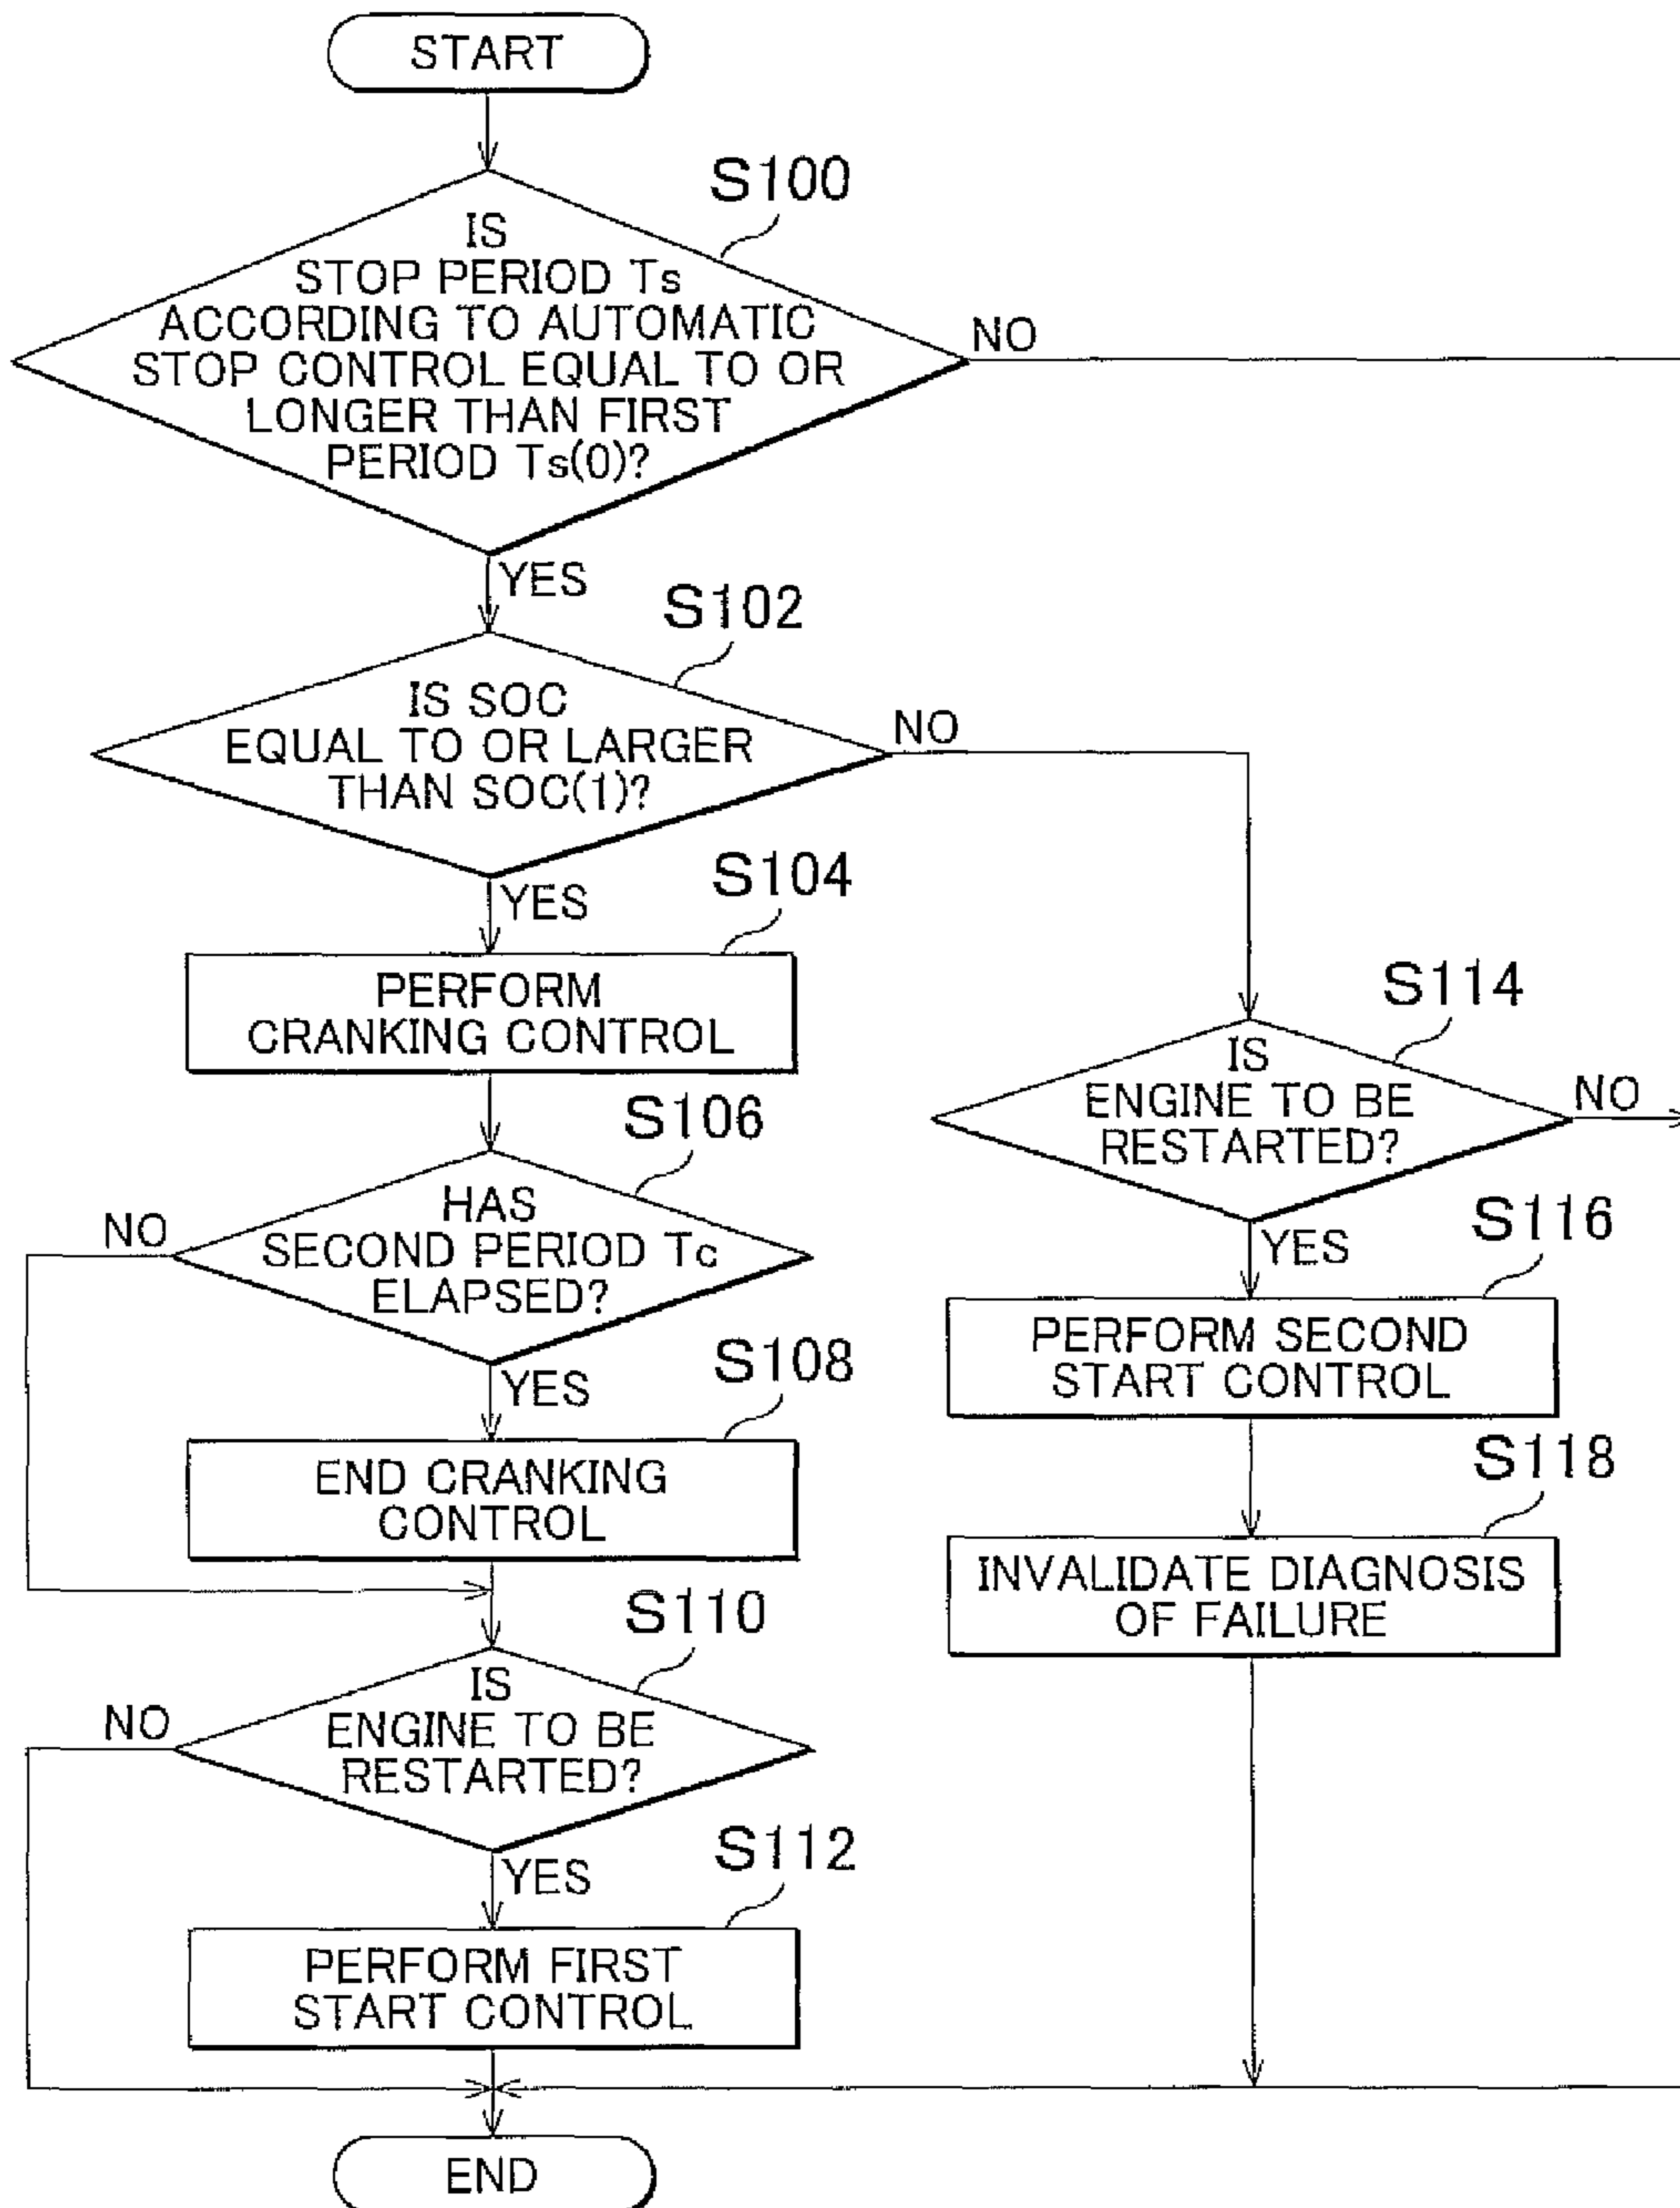 START
S100
IS
STOP PERIOD Ts
ACCORDING TO AUTOMATIC
STOP CONTROL EQUAL TO OR
LONGER THAN FIRST
PERIOD Ts(0)?
NO
YES
S102
IS SOC
EQUAL TO OR LARGER
THAN SOC(1)?
NO
YES
S104
PERFORM
CRANKING CONTROL
S106
HAS
SECOND PERIOD Tc
ELAPSED?
NO
YES
S108
END CRANKING
CONTROL
S110
IS
ENGINE TO BE
RESTARTED?
NO
YES
S112
PERFORM FIRST
START CONTROL
S114
IS
ENGINE TO BE
RESTARTED?
NO
YES
S116
PERFORM SECOND
START CONTROL
S118
INVALIDATE DIAGNOSIS
OF FAILURE
END